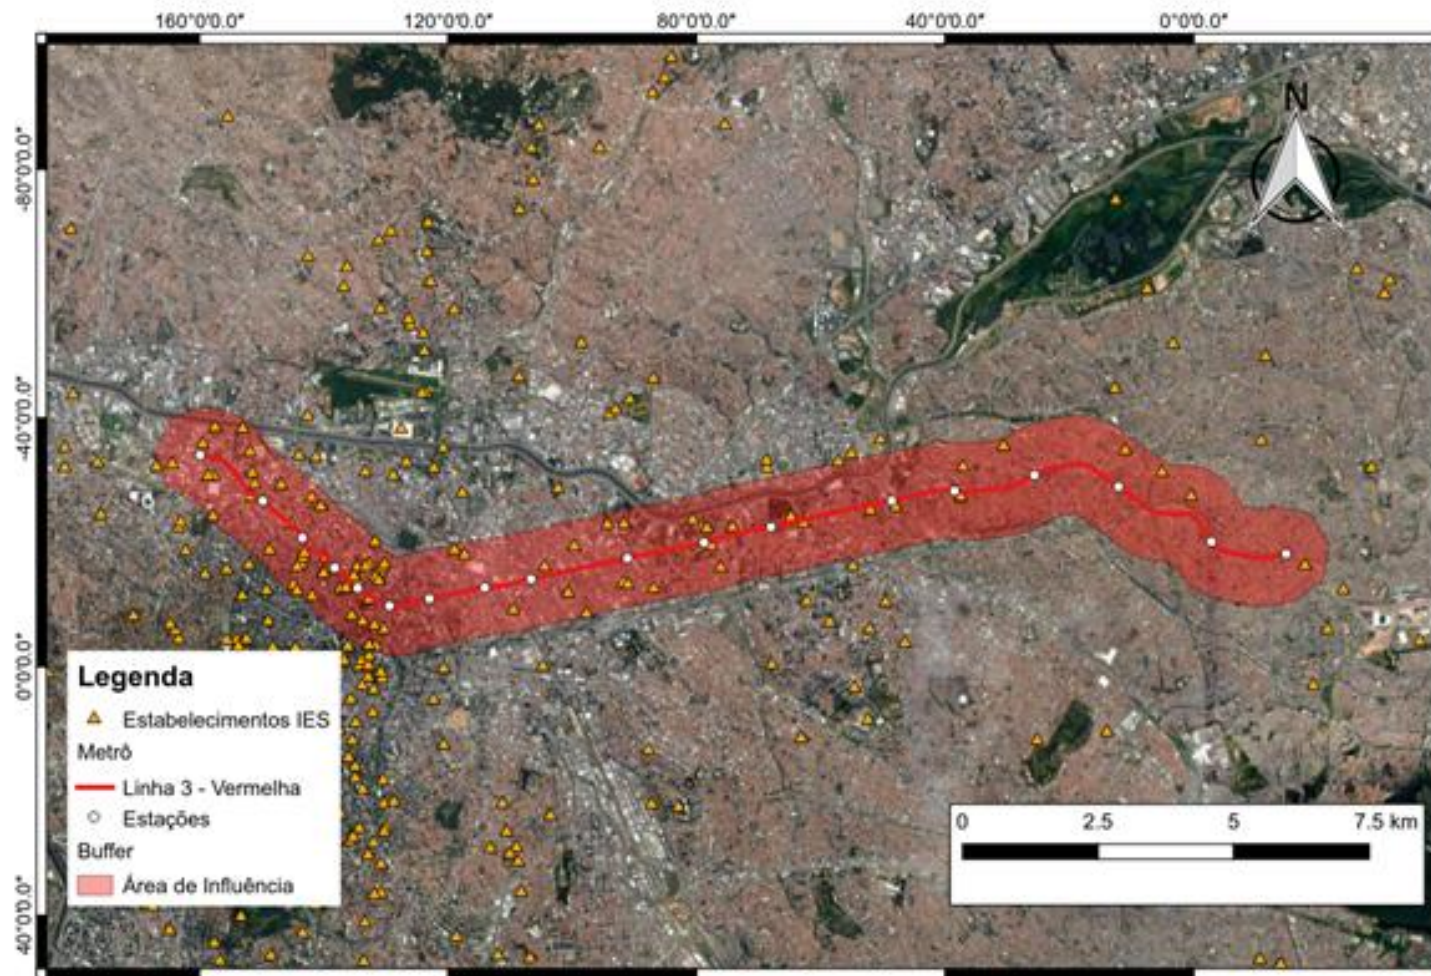 160°0'0.0" 120°0'0.0" 80°0'0.0" 40°0'0.0" 0°0'0.0"
N
-80°0'0.0"
-40°0'0.0"
0°0'0.0"
40°0'0.0"
Legenda
Estabelecimentos IES
Metrô
Linha 3 - Vermelha
Estações
Buffer
Área de Influência
0 2.5 5 7.5 km